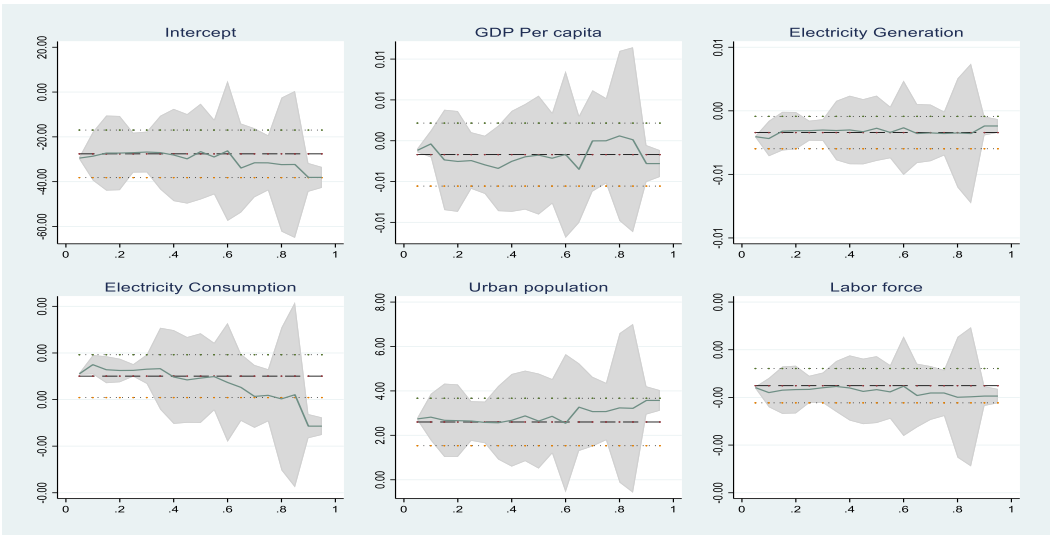 Intercept
20.00
0.00
-20.00
-40.00
-60.00
0 .2 .4 .6 .8 1
GDP Per capita
0.01
0.01
0.00
-0.01
-0.01
0 .2 .4 .6 .8 1
Electricity Generation
0.01
0.00
-0.01
-0.01
0 .2 .4 .6 .8 1
Electricity Consumption
0.00
0.00
-0.00
-0.00
-0.00
0 .2 .4 .6 .8 1
Urban population
8.00
6.00
4.00
2.00
0.00
0 .2 .4 .6 .8 1
Labor force
0.00
0.00
-0.00
-0.00
-0.00
0 .2 .4 .6 .8 1